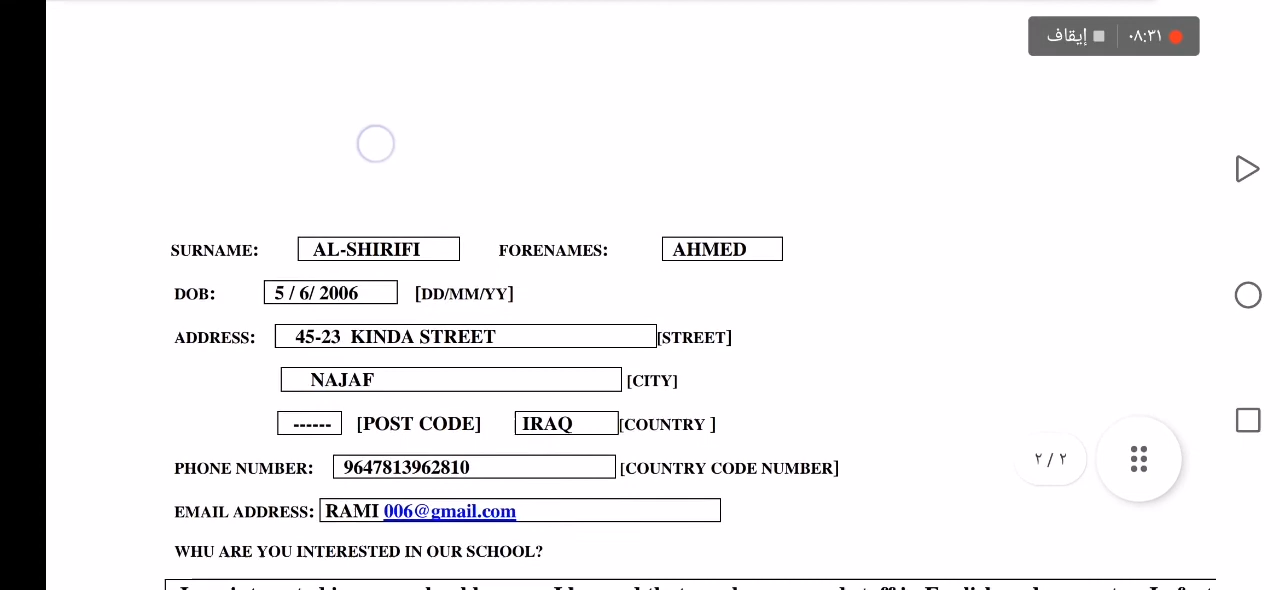 إيقاف ٠٨:٣١
SURNAME: AL-SHIRIFI FORENAMES: AHMED
DOB: 5 / 6/ 2006 [DD/MM/YY]
ADDRESS: 45-23 KINDA STREET [STREET]
NAJAF [CITY]
------ [POST CODE] IRAQ [COUNTRY ]
PHONE NUMBER: 9647813962810 [COUNTRY CODE NUMBER]
٢ / ٢
EMAIL ADDRESS: RAMI 006@gmail.com
WHU ARE YOU INTERESTED IN OUR SCHOOL?